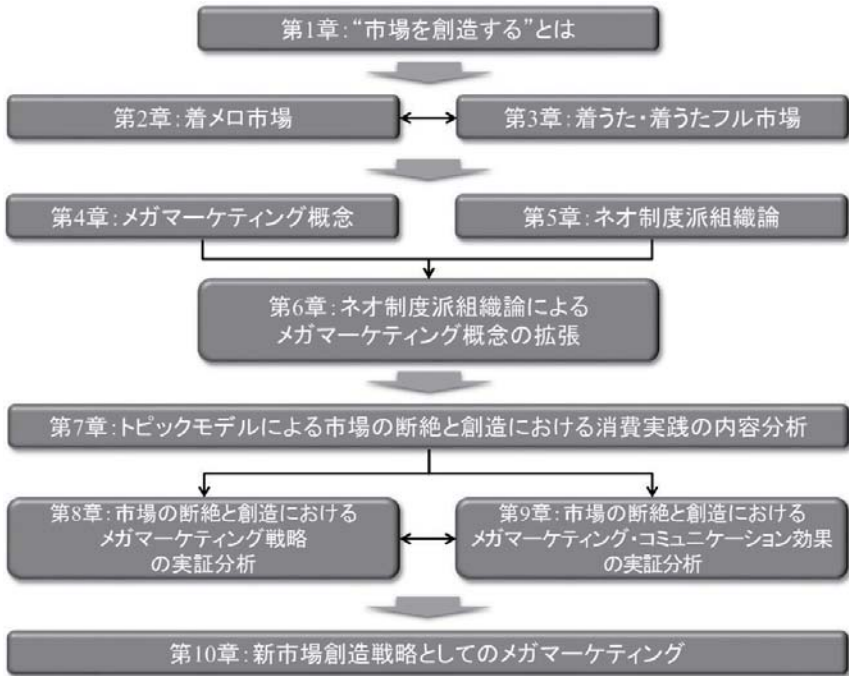 第1章：“市場を創造する”とは
第2章：着メロ市場
第3章：着うた・着うたフル市場
第4章：メガマーケティング概念
第5章：ネオ制度派組織論
第6章：ネオ制度派組織論による
メガマーケティング概念の拡張
第7章：トピックモデルによる市場の断絶と創造における消費実践の内容分析
第8章：市場の断絶と創造における
メガマーケティング戦略
の実証分析
第9章：市場の断絶と創造における
メガマーケティング・コミュニケーション効果
の実証分析
第10章：新市場創造戦略としてのメガマーケティング